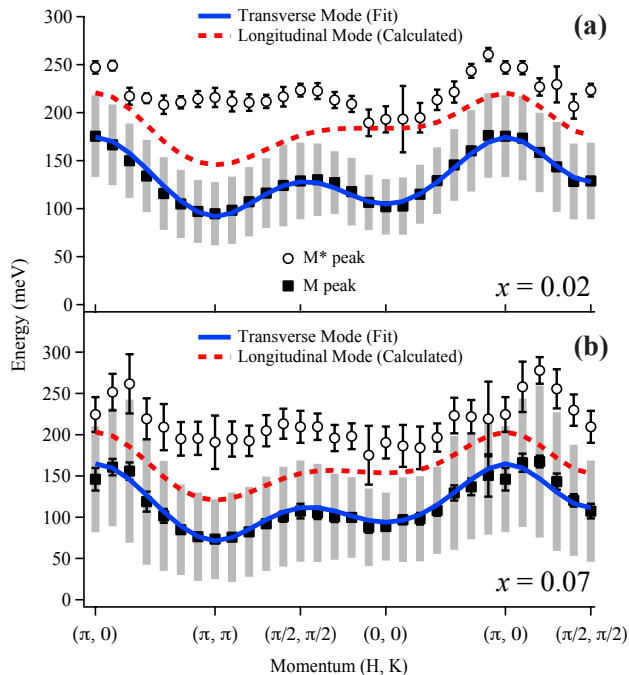 Transverse Mode (Fit)
Longitudinal Mode (Calculated)
(a)
300
250
200
150
100
50
0
M* peak
M peak
x = 0.02
Energy (meV)
Transverse Mode (Fit)
Longitudinal Mode (Calculated)
(b)
300
250
200
150
100
50
0
x = 0.07
(π, 0) (π, π) (π/2, π/2) (0, 0) (π, 0) (π/2, π/2)
Momentum (H, K)